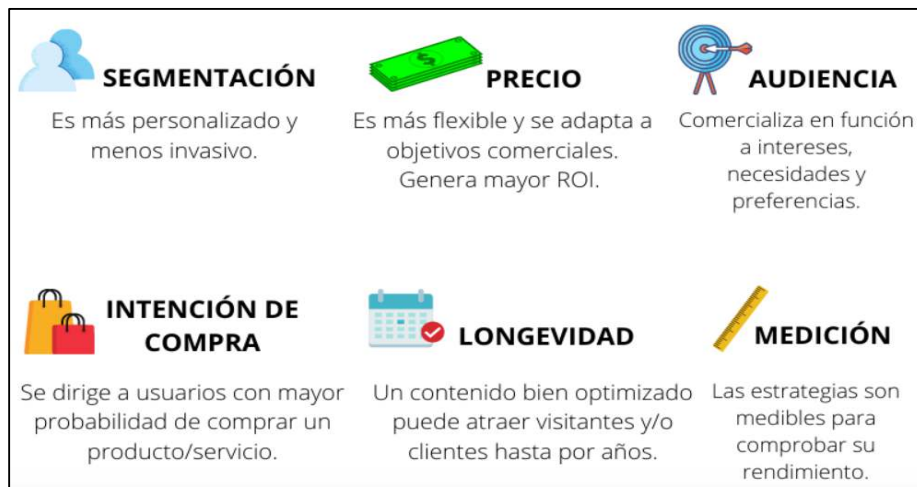 SEGMENTACIÓN
Es más personalizado y
menos invasivo.
PRECIO
Es más flexible y se adapta a
objetivos comerciales.
Genera mayor ROI.
AUDIENCIA
Comercializa en función
a intereses,
necesidades y
preferencias.
INTENCIÓN DE
COMPRA
Se dirige a usuarios con mayor
probabilidad de comprar un
producto/servicio.
LONGEVIDAD
Un contenido bien optimizado
puede atraer visitantes y/o
clientes hasta por años.
MEDICIÓN
Las estrategias son
medibles para
comprobar su
rendimiento.